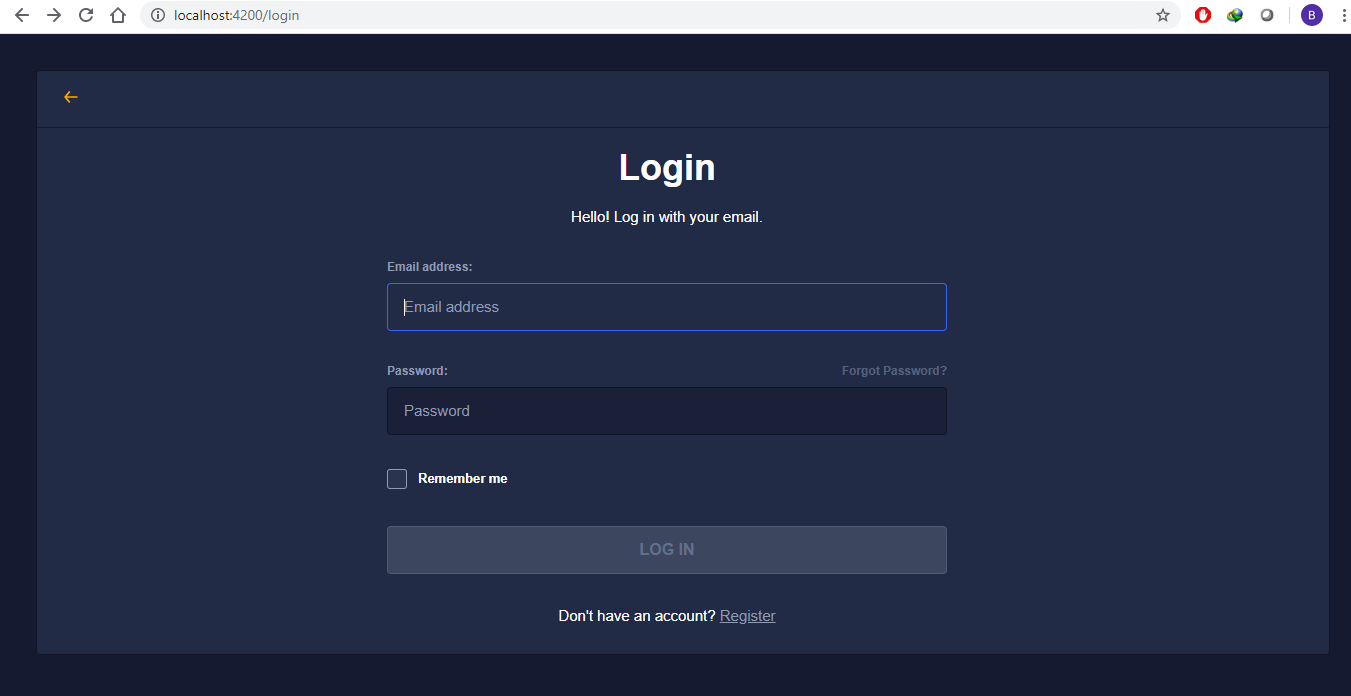 localhost:4200/login
B
Login
Hello! Log in with your email.
Email address:
Email address
Password: Forgot Password?
Password
Remember me
LOG IN
Don't have an account? Register